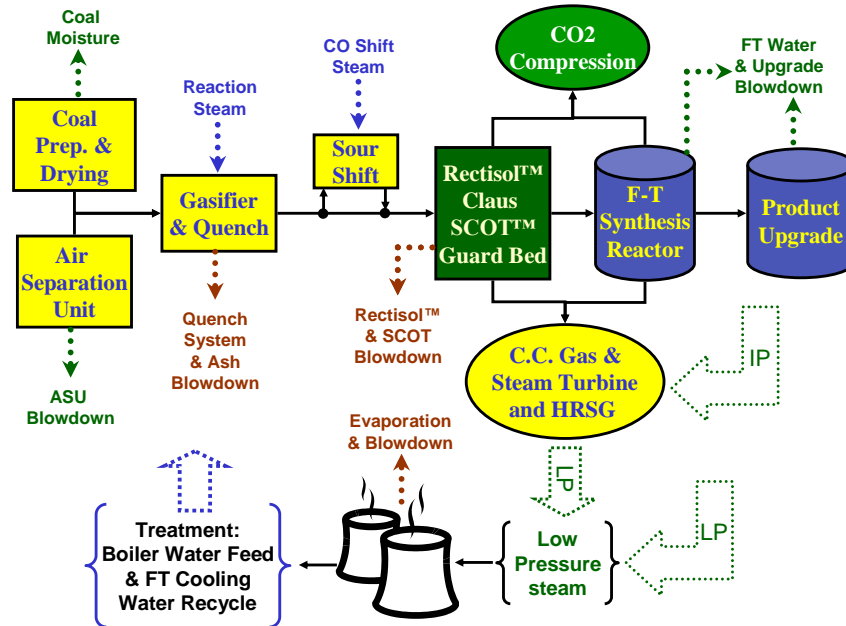 Coal
Moisture
CO Shift
Steam
CO2
Compression
FT Water
& Upgrade
Blowdown
Reaction
Steam
Coal
Prep. &
Drying
Sour
Shift
Gasifier
& Quench
Rectisol™
Claus
SCOT™
Guard Bed
F-T
Synthesis
Reactor
Product
Upgrade
Air
Separation
Unit
Quench
System
& Ash
Blowdown
Rectisol™
& SCOT
Blowdown
C.C. Gas &
Steam Turbine
and HRSG
IP
ASU
Blowdown
Evaporation
& Blowdown
LP
Treatment:
Boiler Water Feed
& FT Cooling
Water Recycle
Low
Pressure
steam
LP